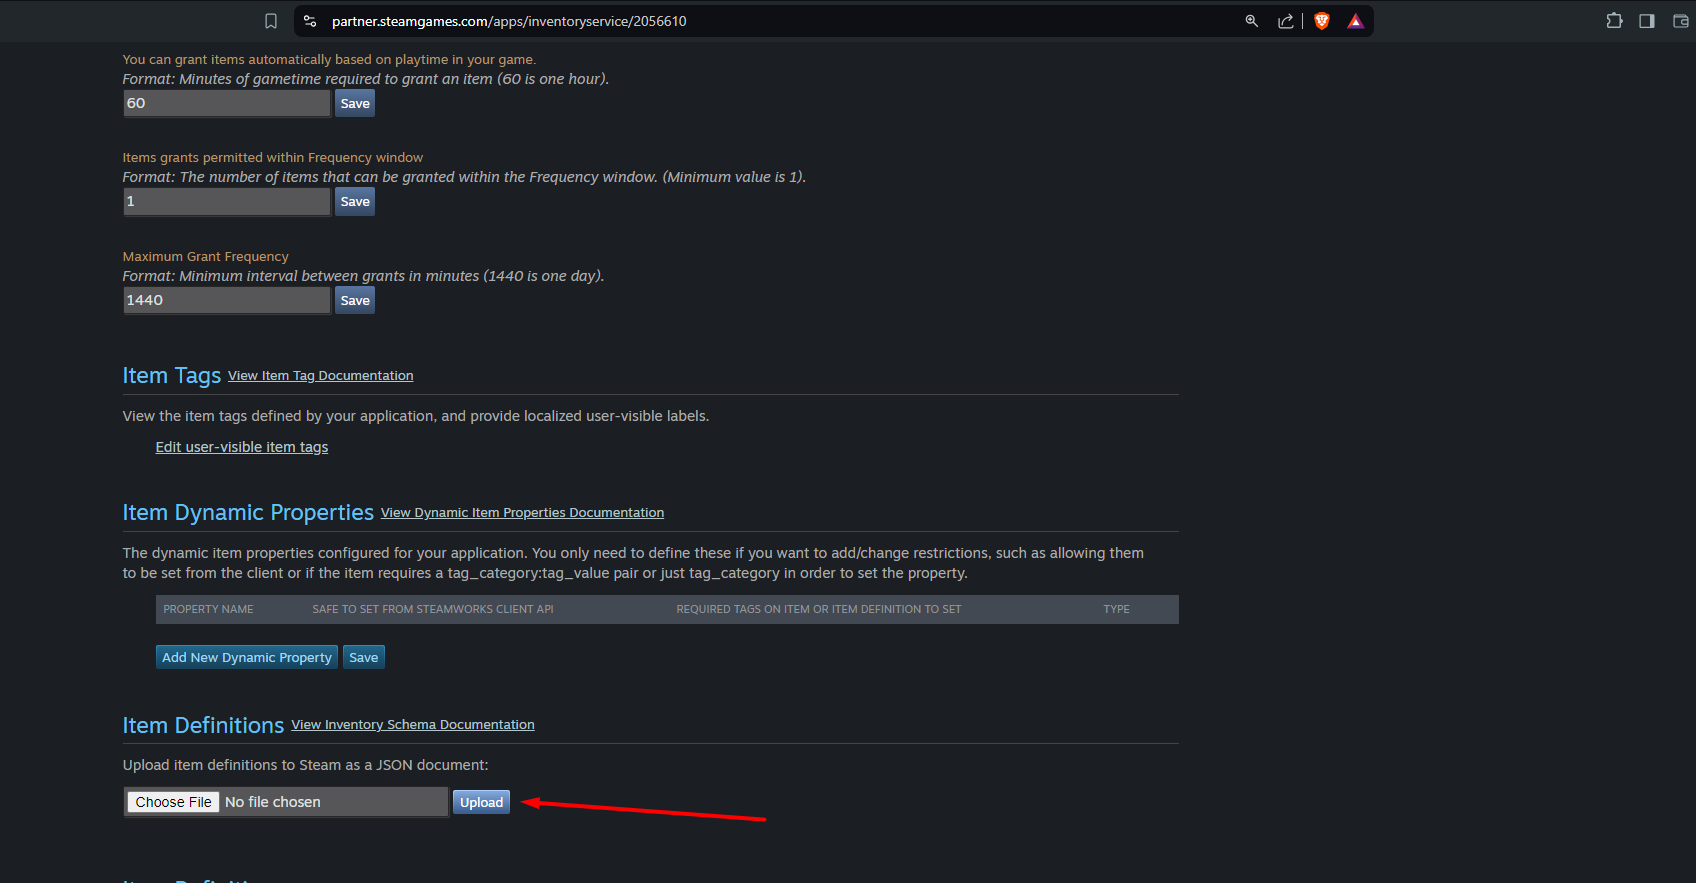 partner.steamgames.com/apps/inventoryservice/2056610
You can grant items automatically based on playtime in your game.
Format: Minutes of gametime required to grant an item (60 is one hour).
60 Save
Items grants permitted within Frequency window
Format: The number of items that can be granted within the Frequency window. (Minimum value is 1).
1 Save
Maximum Grant Frequency
Format: Minimum interval between grants in minutes (1440 is one day).
1440 Save
Item Tags View Item Tag Documentation
View the item tags defined by your application, and provide localized user-visible labels.
Edit user-visible item tags
Item Dynamic Properties View Dynamic Item Properties Documentation
The dynamic item properties configured for your application. You only need to define these if you want to add/change restrictions, such as allowing them
to be set from the client or if the item requires a tag_category:tag_value pair or just tag_category in order to set the property.
PROPERTY NAME SAFE TO SET FROM STEAMWORKS CLIENT API REQUIRED TAGS ON ITEM OR ITEM DEFINITION TO SET TYPE
Add New Dynamic Property Save
Item Definitions View Inventory Schema Documentation
Upload item definitions to Steam as a JSON document:
Choose File No file chosen Upload